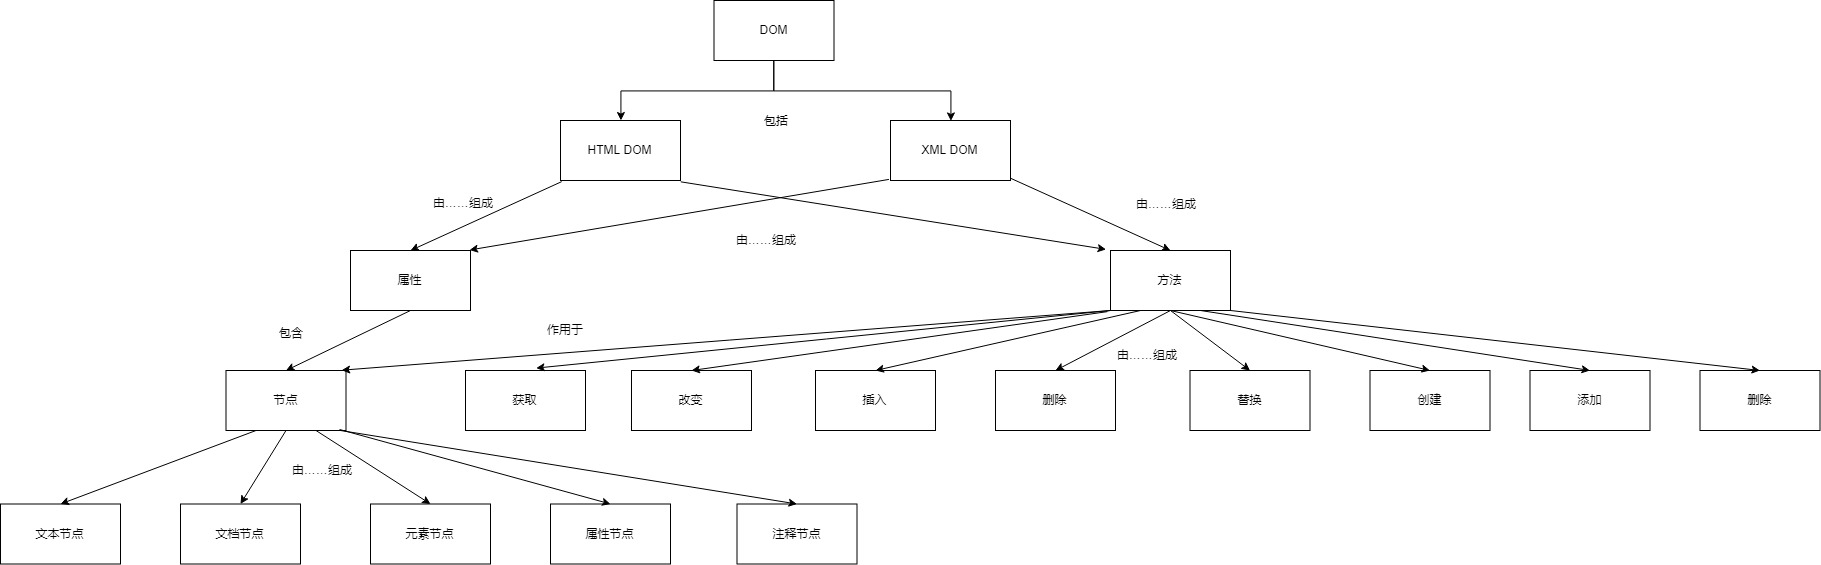 DOM
包括
HTML DOM
XML DOM
由……组成
由……组成
由……组成
属性
方法
包含
作用于
由……组成
节点
获取
改变
插入
删除
替换
创建
添加
删除
由……组成
文本节点
文档节点
元素节点
属性节点
注释节点